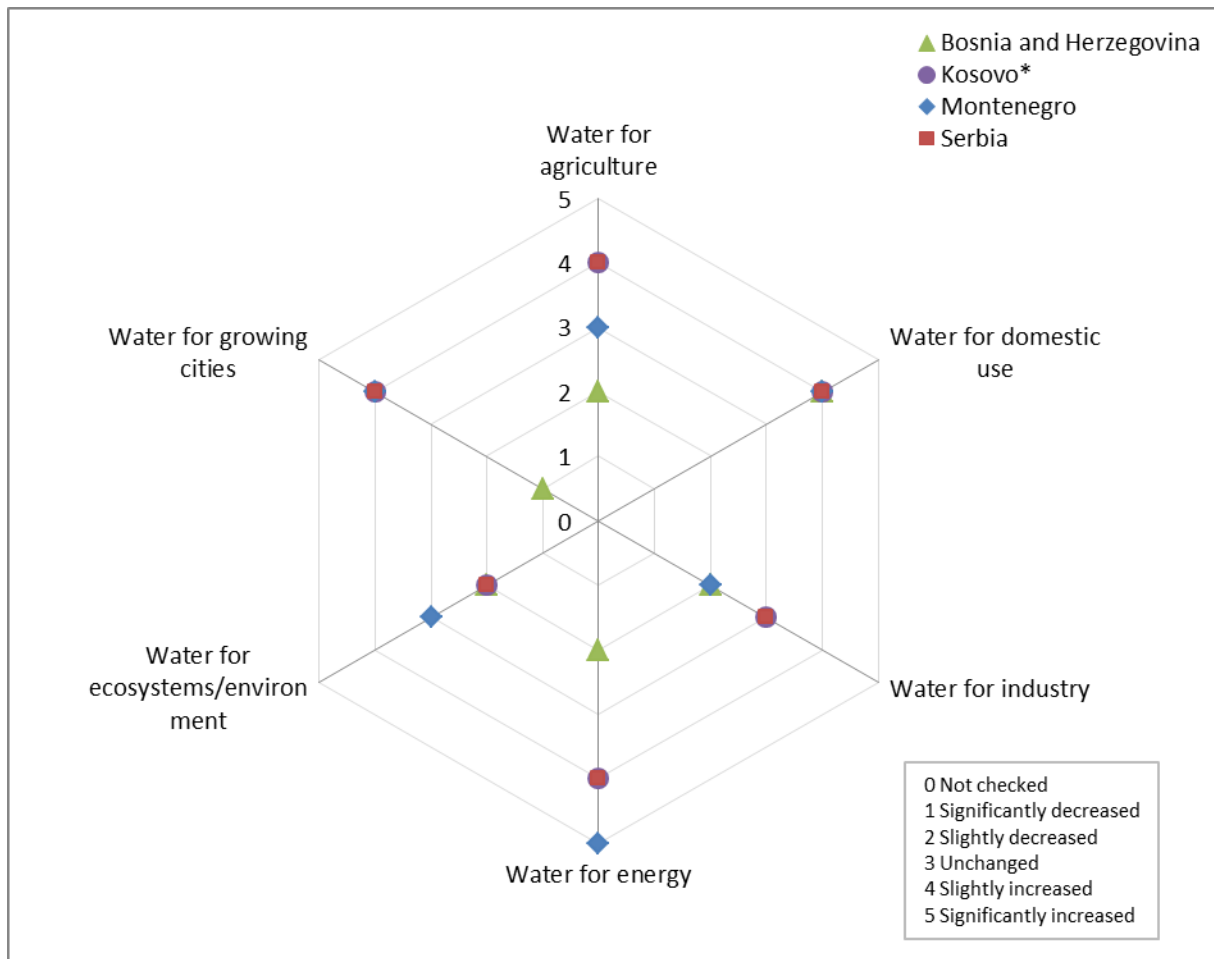 Bosnia and Herzegovina
Kosovo*
Montenegro
Serbia
Water for
agriculture
5
4
3
2
1
0
Water for growing
cities
Water for domestic
use
Water for
ecosystems/environ
ment
Water for industry
Water for energy
0 Not checked
1 Significantly decreased
2 Slightly decreased
3 Unchanged
4 Slightly increased
5 Significantly increased